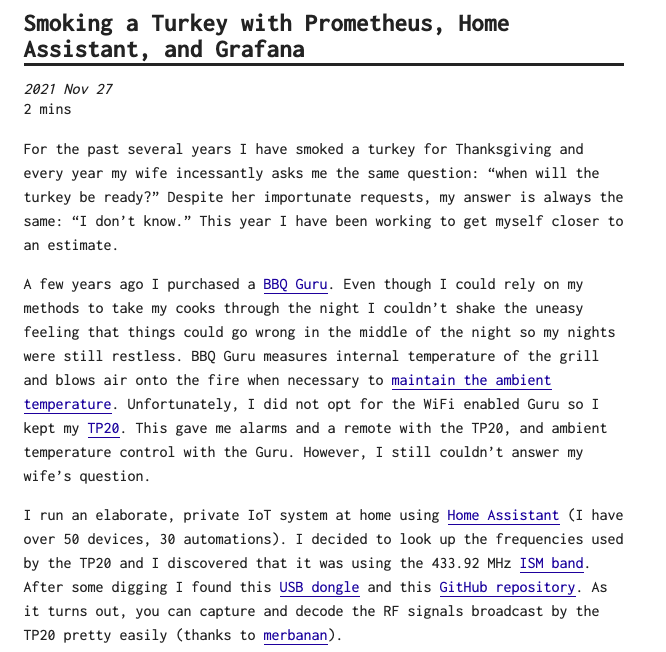 Smoking a Turkey with Prometheus, Home
Assistant, and Grafana
2021 Nov 27
2 mins
For the past several years I have smoked a turkey for Thanksgiving and
every year my wife incessantly asks me the same question: “when will the
turkey be ready?” Despite her importunate requests, my answer is always the
same: “I don’t know.” This year I have been working to get myself closer to
an estimate.
A few years ago I purchased a BBQ Guru. Even though I could rely on my
methods to take my cooks through the night I couldn’t shake the uneasy
feeling that things could go wrong in the middle of the night so my nights
were still restless. BBQ Guru measures internal temperature of the grill
and blows air onto the fire when necessary to maintain the ambient
temperature. Unfortunately, I did not opt for the WiFi enabled Guru so I
kept my TP20. This gave me alarms and a remote with the TP20, and ambient
temperature control with the Guru. However, I still couldn’t answer my
wife’s question.
I run an elaborate, private IoT system at home using Home Assistant (I have
over 50 devices, 30 automations). I decided to look up the frequencies used
by the TP20 and I discovered that it was using the 433.92 MHz ISM band.
After some digging I found this USB dongle and this GitHub repository. As
it turns out, you can capture and decode the RF signals broadcast by the
TP20 pretty easily (thanks to merbanan).